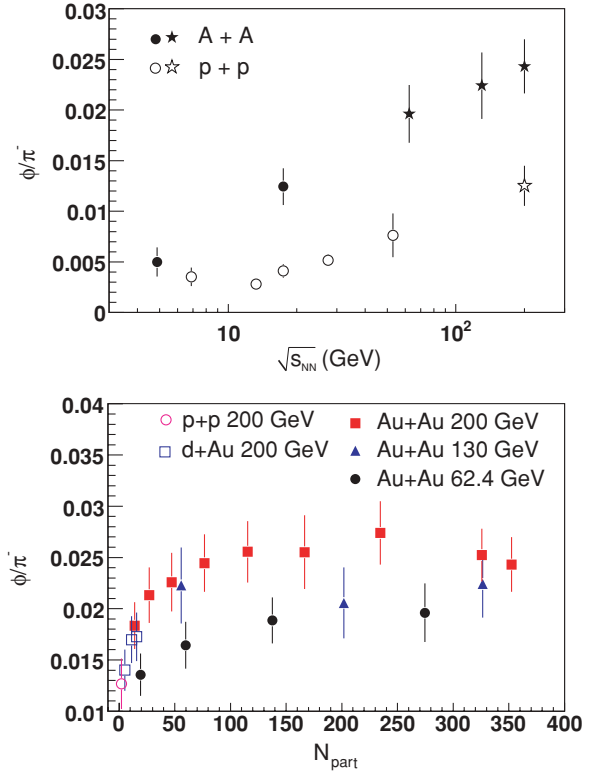 0.03
A + A
p + p
0.025
0.02
0.015
0.01
0.005
0
ϕ/π⁻
10
10²
√s_NN (GeV)
0.04
p+p 200 GeV
Au+Au 200 GeV
d+Au 200 GeV
Au+Au 130 GeV
0.035
Au+Au 62.4 GeV
0.03
0.025
0.02
0.015
0.01
ϕ/π⁻
0 50 100 150 200 250 300 350 400
N_part